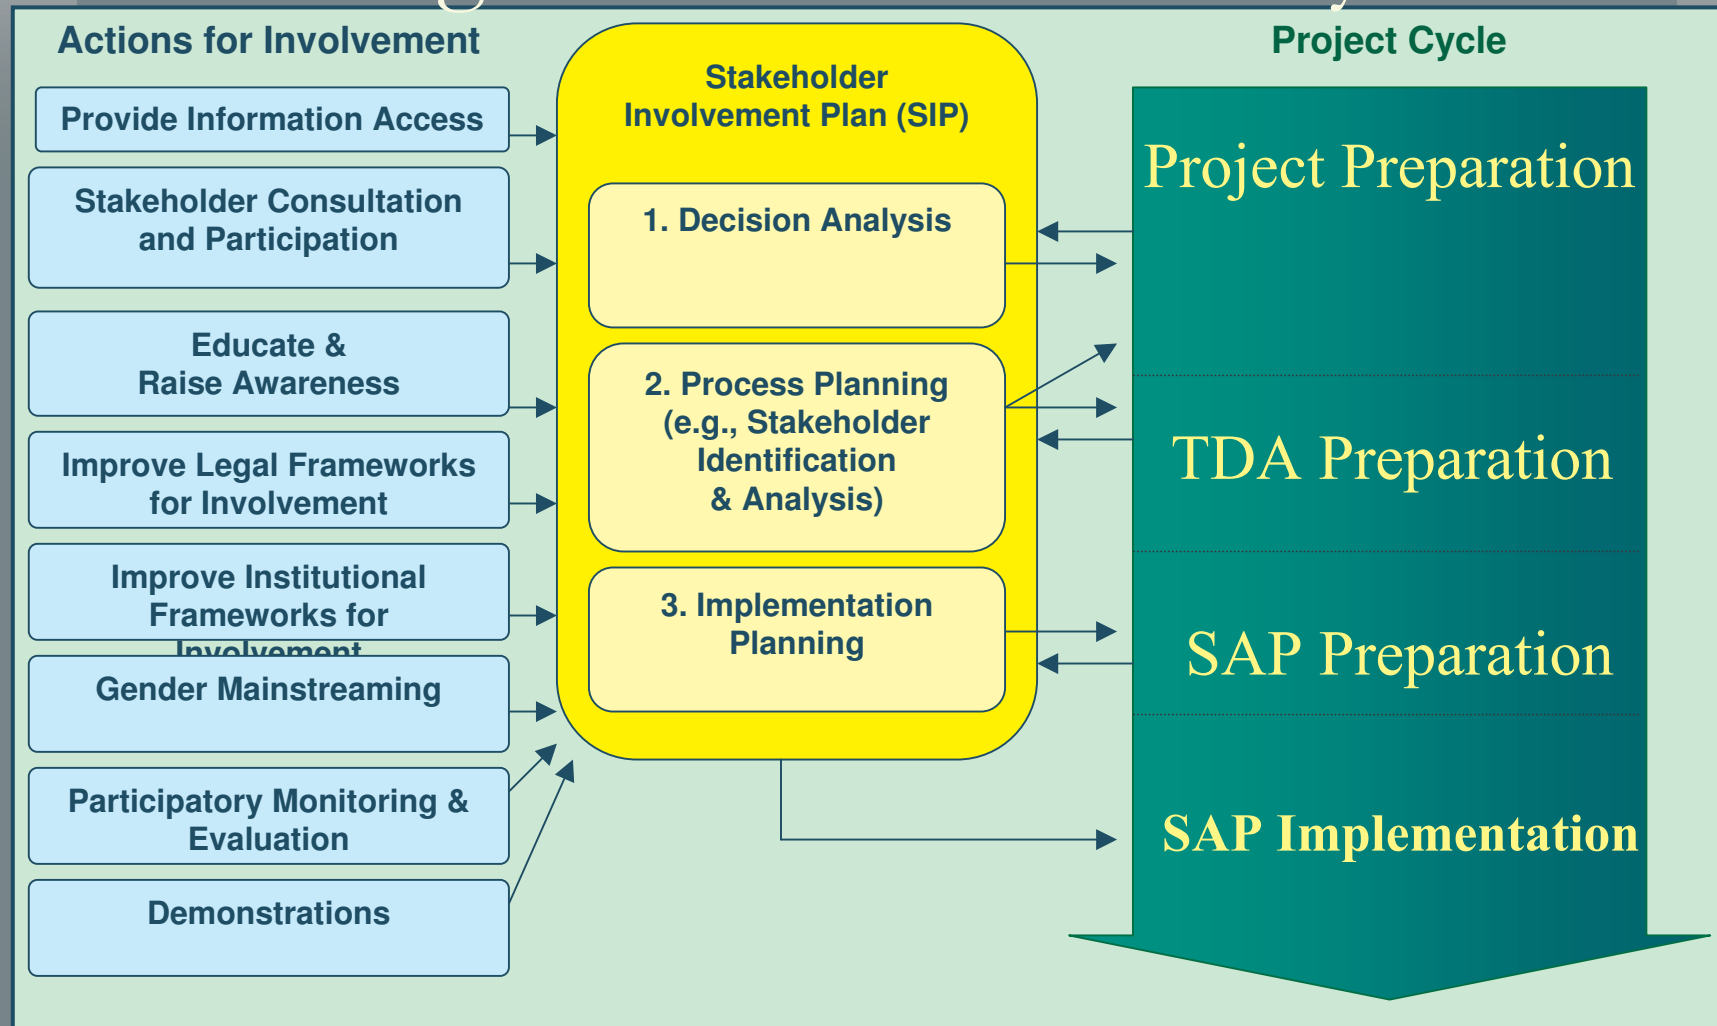 Actions for Involvement
Provide Information Access
Stakeholder Consultation
and Participation
Educate &
Raise Awareness
Improve Legal Frameworks
for Involvement
Improve Institutional
Frameworks for
Involvement
Gender Mainstreaming
Participatory Monitoring &
Evaluation
Demonstrations
Stakeholder
Involvement Plan (SIP)
1. Decision Analysis
2. Process Planning
(e.g., Stakeholder
Identification
& Analysis)
3. Implementation
Planning
Project Cycle
Project Preparation
TDA Preparation
SAP Preparation
SAP Implementation